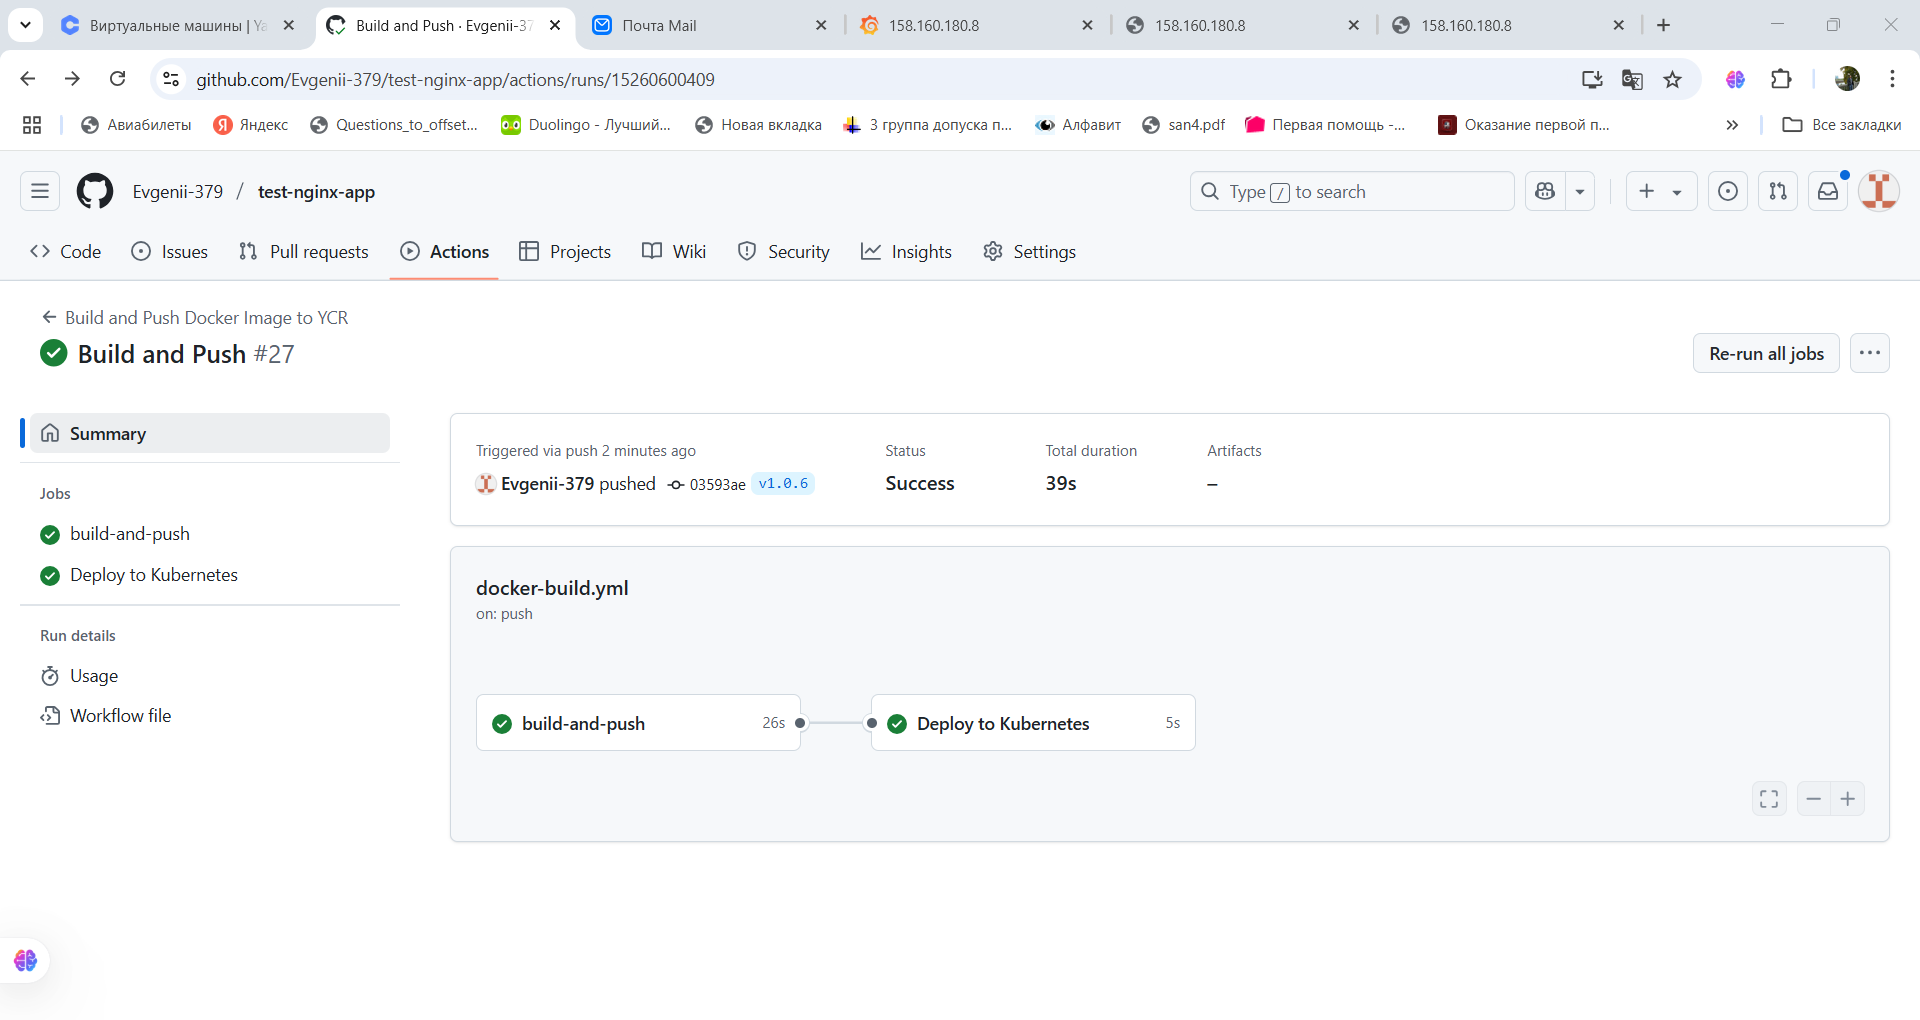 Виртуальные машины | Ya
Build and Push · Evgenii-37
Почта Mail
158.160.180.8
158.160.180.8
158.160.180.8
github.com/Evgenii-379/test-nginx-app/actions/runs/15260600409
Авиабилеты
Яндекс
Questions_to_offset...
Duolingo - Лучший...
Новая вкладка
3 группа допуска п...
Алфавит
san4.pdf
Первая помощь -...
Оказание первой п...
Все закладки
Evgenii-379 / test-nginx-app
Type / to search
Code
Issues
Pull requests
Actions
Projects
Wiki
Security
Insights
Settings
Build and Push Docker Image to YCR
Build and Push #27
Re-run all jobs
Summary
Jobs
build-and-push
Deploy to Kubernetes
Run details
Usage
Workflow file
Triggered via push 2 minutes ago
Evgenii-379 pushed 03593ae v1.0.6
Status
Success
Total duration
39s
Artifacts
–
docker-build.yml
on: push
build-and-push 26s
Deploy to Kubernetes 5s